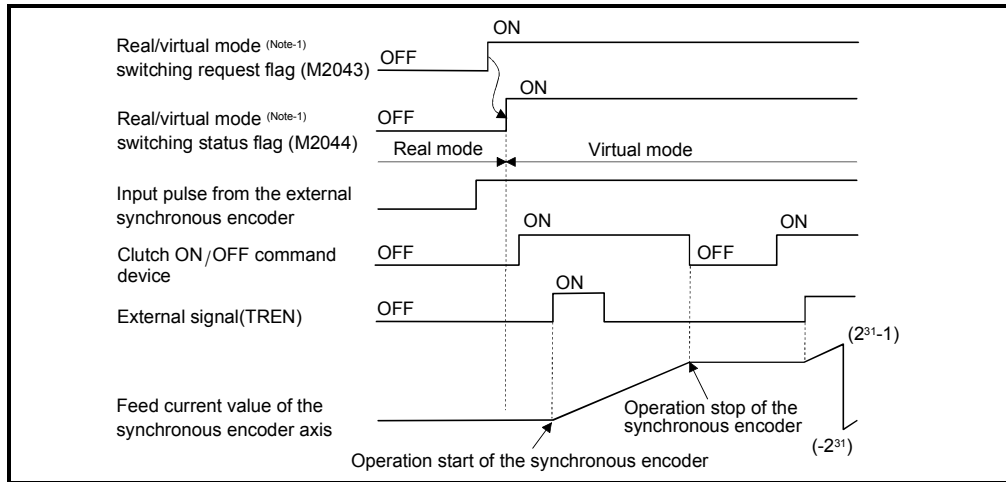 ON
Real/virtual mode (Note-1)
OFF
switching request flag (M2043)
ON
Real/virtual mode (Note-1)
OFF
switching status flag (M2044)
Real mode
Virtual mode
Input pulse from the external
synchronous encoder
ON
ON
Clutch ON/OFF command
device
OFF
OFF
ON
External signal(TREN)
OFF
(2³¹-1)
Feed current value of the
synchronous encoder axis
Operation stop of the
synchronous encoder
(-2³¹)
Operation start of the synchronous encoder